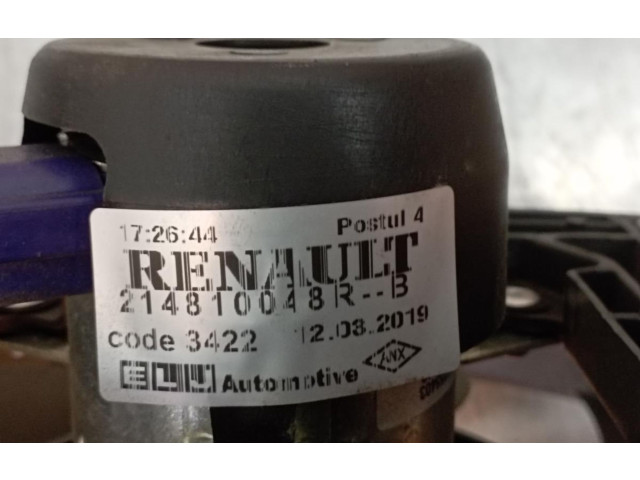 17:26:44 Postul 4
RENAULT
214810048R--B
code 3422 12.08.2019
Automotive